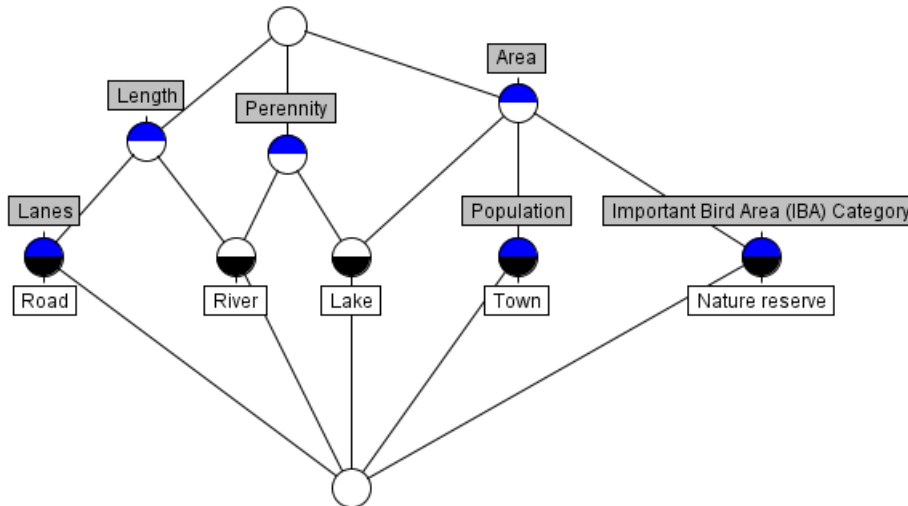 Area
Length
Perennity
Lanes
Population
Important Bird Area (IBA) Category
Road
River
Lake
Town
Nature reserve